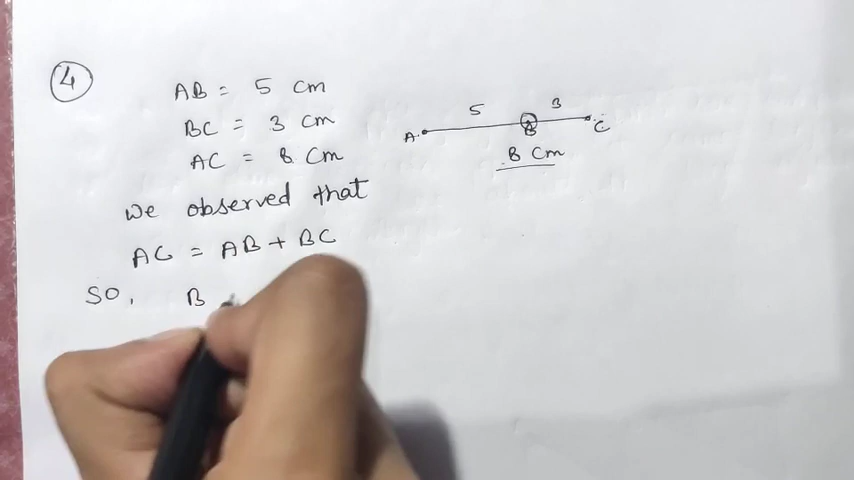 4
AB = 5 cm
BC = 3 cm
AC = 8 cm
5 3
A B C
8 cm
we observed that
AC = AB + BC
so, B